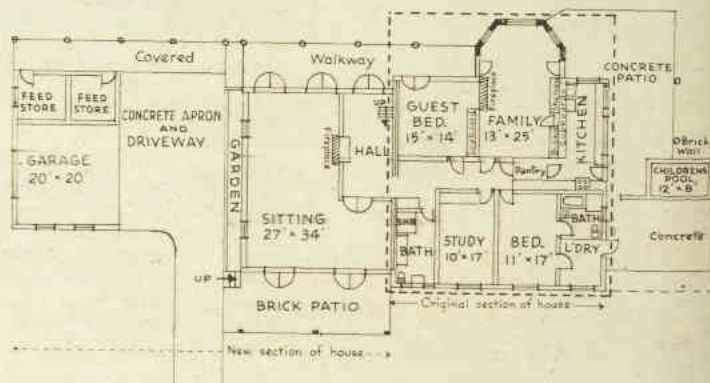 Covered
Walkway
FEED
STORE
FEED
STORE
CONCRETE APRON
AND
DRIVEWAY
GARAGE
20' × 20'
GARDEN
SITTING
27' × 34'
Fireplace
HALL
UP
GUEST
BED.
15' × 14'
Fireplace
FAMILY
13' × 25'
KITCHEN
Pantry
CONCRETE
PATIO
Brick
Wall
CHILDRENS
POOL
12' × 8'
Concrete
SHR
BATH
STUDY
10' × 17'
BED.
11' × 17'
BATH
L'DRY
UP
BRICK PATIO
Original section of house
New section of house